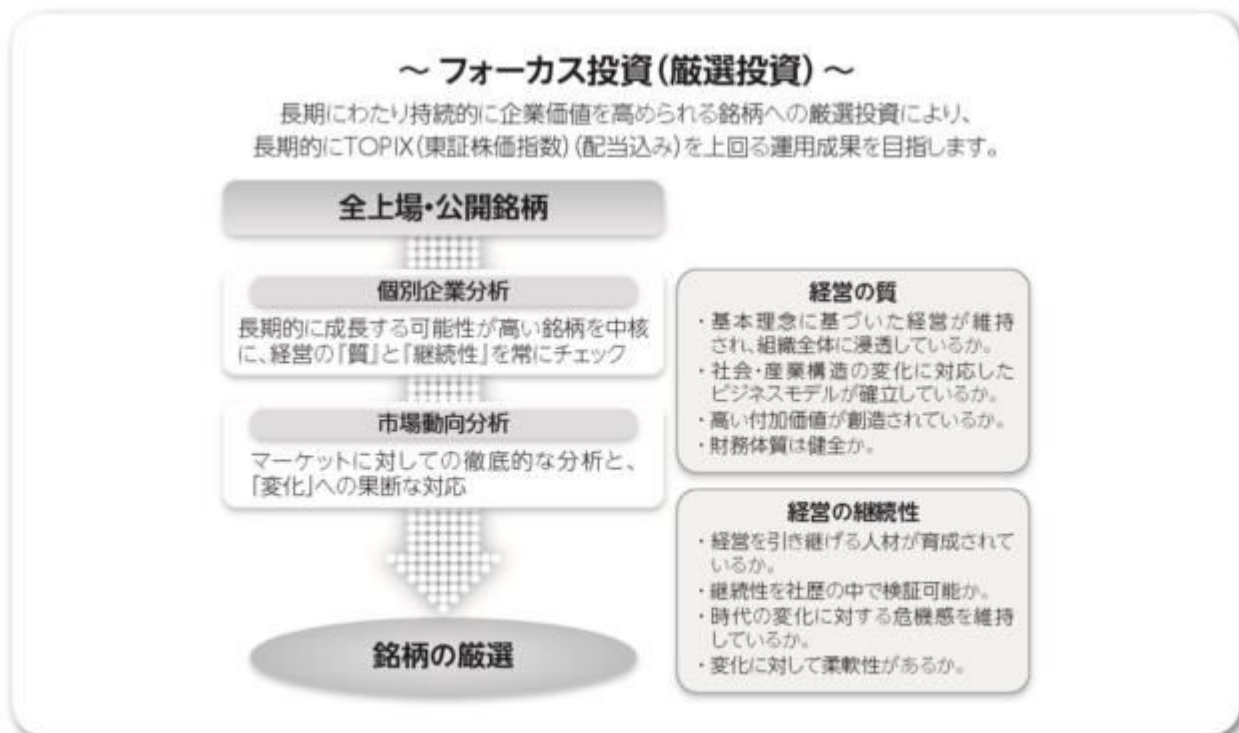 ～ フォーカス投資(厳選投資) ～
長期にわたり持続的に企業価値を高められる銘柄への厳選投資により、
長期的にTOPIX(東証株価指数)(配当込み)を上回る運用成果を目指します。
全上場・公開銘柄
個別企業分析
長期的に成長する可能性が高い銘柄を中核
に、経営の『質』と『継続性』を常にチェック
市場動向分析
マーケットに対しての徹底的な分析と、
「変化」への果断な対応
銘柄の厳選
経営の質
・基本理念に基づいた経営が維持
され、組織全体に浸透しているか。
・社会・産業構造の変化に対応した
ビジネスモデルが確立しているか。
・高い付加価値が創造されているか。
・財務体質は健全か。
経営の継続性
・経営を引き継げる人材が育成されて
いるか。
・継続性を社歴の中で検証可能か。
・時代の変化に対する危機感を維持
しているか。
・変化に対して柔軟性があるか。